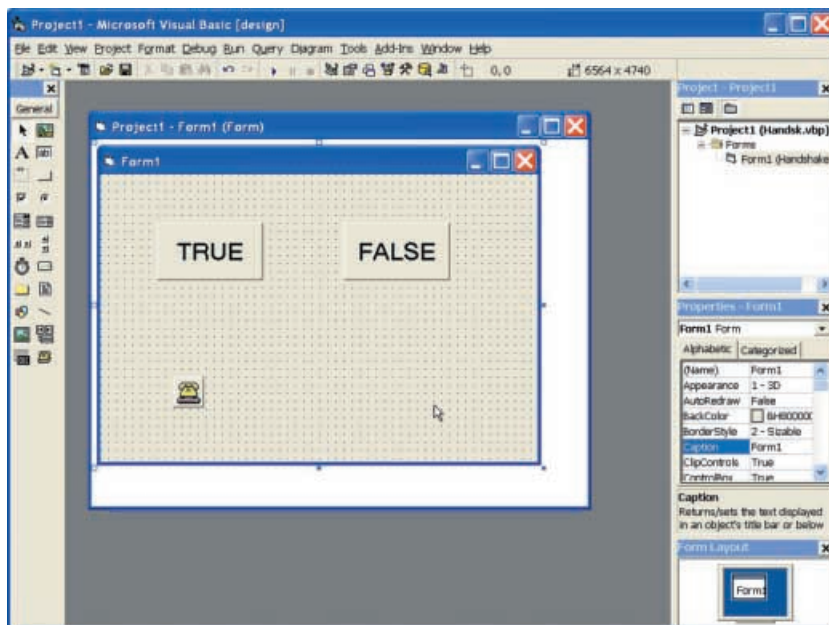 Project1 - Microsoft Visual Basic [design]
File Edit View Project Format Debug Run Query Diagram Tools Add-Ins Window Help
0,0 6564 x 4740
General
A ab
Project1 - Form1 (Form)
Form1
TRUE FALSE
Project - Project1
Project1 (Handsk.vbp)
Forms
Form1 (Handshake
Properties - Form1
Form1 Form
Alphabetic Categorized
(Name) Form1
Appearance 1 - 3D
AutoRedraw False
BackColor
BorderStyle 2 - Sizable
Caption Form1
ClipControls True
ControlBox True
Caption
Returns/sets the text displayed
in an object's title bar or below
Form Layout
Form1